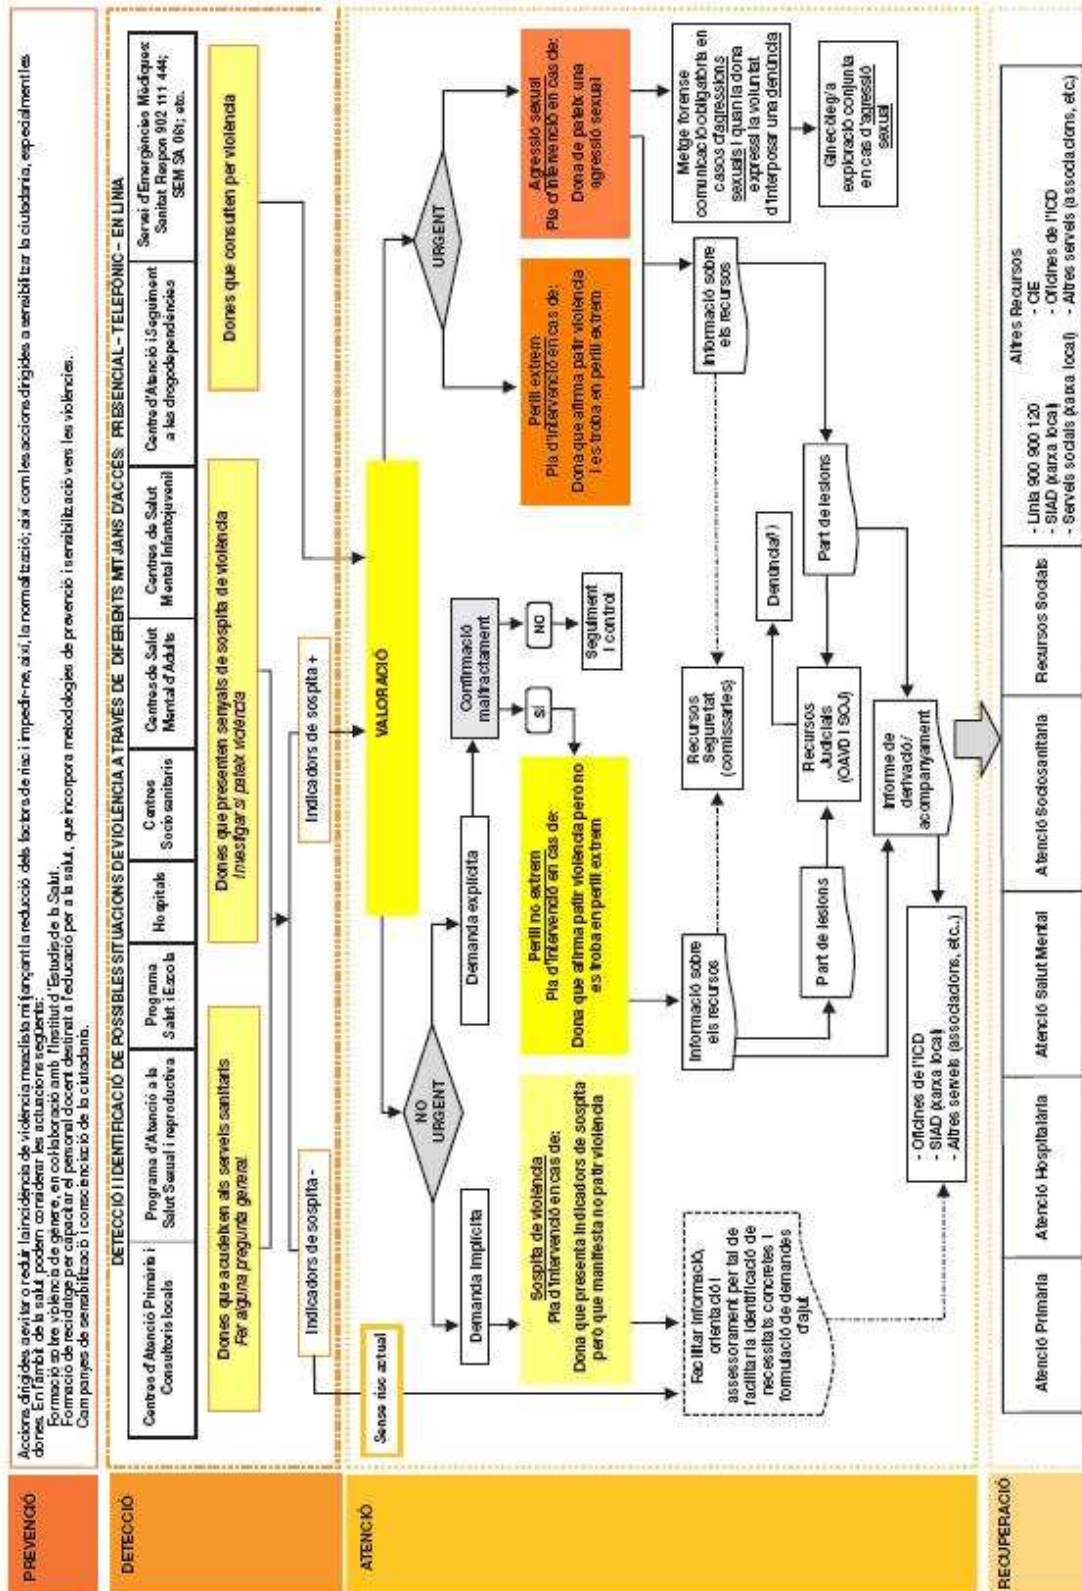 PREVENCIÓ
Accions dirigides a evitar o reduir la incidència de violència masclista mitjançant la reducció dels factors de risc i impedir-ne, així, la normalització; així com les accions dirigides a sensibilitzar la ciutadania, especialment les
dones. En l'àmbit de la salut podem considerar les actuacions següents:
Formació sobre violència de gènere, en col·laboració amb l'Institut d'Estudis de la Salut.
Formació de reciclatge per capacitar el personal docent destinat a l'educació per a la salut, que incorpora metodologies de prevenció i sensibilització vers les violències.
Campanyes de sensibilització i conscienciació de la ciutadania.
DETECCIÓ
DETECCIÓ I IDENTIFICACIÓ DE POSSIBLES SITUACIONS DE VIOLÈNCIA A TRAVÉS DE DIFERENTS MITJANS D'ACCÉS: PRESENCIAL - TELEFÒNIC - EN LÍNIA
Centres d'Atenció Primària i
Consultoris locals
Programa d'Atenció a la
Salut Sexual i reproductiva
Programa
Salut i Escola
Hospitals
Centres
Sociosanitaris
Centres de Salut
Mental d'Adults
Centres de Salut
Mental Infantojuvenil
Centre d'Atenció i Seguiment
a les drogodependències
Servei d'Emergències Mèdiques:
Sanitat Respon 902 111 444;
SEM SA 061; etc.
Dones que acudeixen als serveis sanitaris
Fer alguna pregunta general
Dones que presenten senyals de sospita de violència
Investigar si pateix violència
Dones que consulten per violència
Indicadors de sospita -
Indicadors de sospita +
ATENCIÓ
Sense risc actual
VALORACIÓ
NO
URGENT
URGENT
Demanda implícita
Demanda explícita
Confirmació
maltractament
SÍ
NO
seguiment
i control
Sospita de violència
Pla d'intervenció en cas de:
Dona que presenta indicadors de sospita
però que manifesta no patir violència
Perill no extrem
Pla d'intervenció en cas de:
Dona que afirma patir violència però no
es troba en perill extrem
Perill extrem
Pla d'intervenció en cas de:
Dona que afirma patir violència
i es troba en perill extrem
Agressió sexual
Pla d'intervenció en cas de:
Dona de pateix una
agressió sexual
Facilitar informació,
orientació i
assessorament per tal de
facilitar la identificació de
necessitats concretes i
formulació de demandes
d'ajut
Informació sobre
els recursos
Recursos
Seguretat
(comissaries)
Informació sobre
els recursos
Metge forense
comunicació obligatòria en
casos d'agressions
sexuals i quan la dona
expressi la voluntat
d'interposar una denúncia
Ginecòleg/a
exploració conjunta
en cas d'agressió
sexual
Part de lesions
Recursos
Judicials
(OAVD i SOJ)
Denúncia(1)
Part de lesions
Informe de
derivació/
acompanyament
- Oficines de l'ICD
- SIAD (xarxa local)
- Altres serveis (associacions, etc..)
RECUPERACIÓ
Atenció Primària
Atenció Hospitalària
Atenció Salut Mental
Atenció Sociosanitària
Recursos Socials
Altres Recursos
- Línia 900 900 120
- SIAD (xarxa local)
- Serveis socials (xarxa local)
- CIE
- Oficines de l'ICD
- Altres serveis (associacions, etc.)